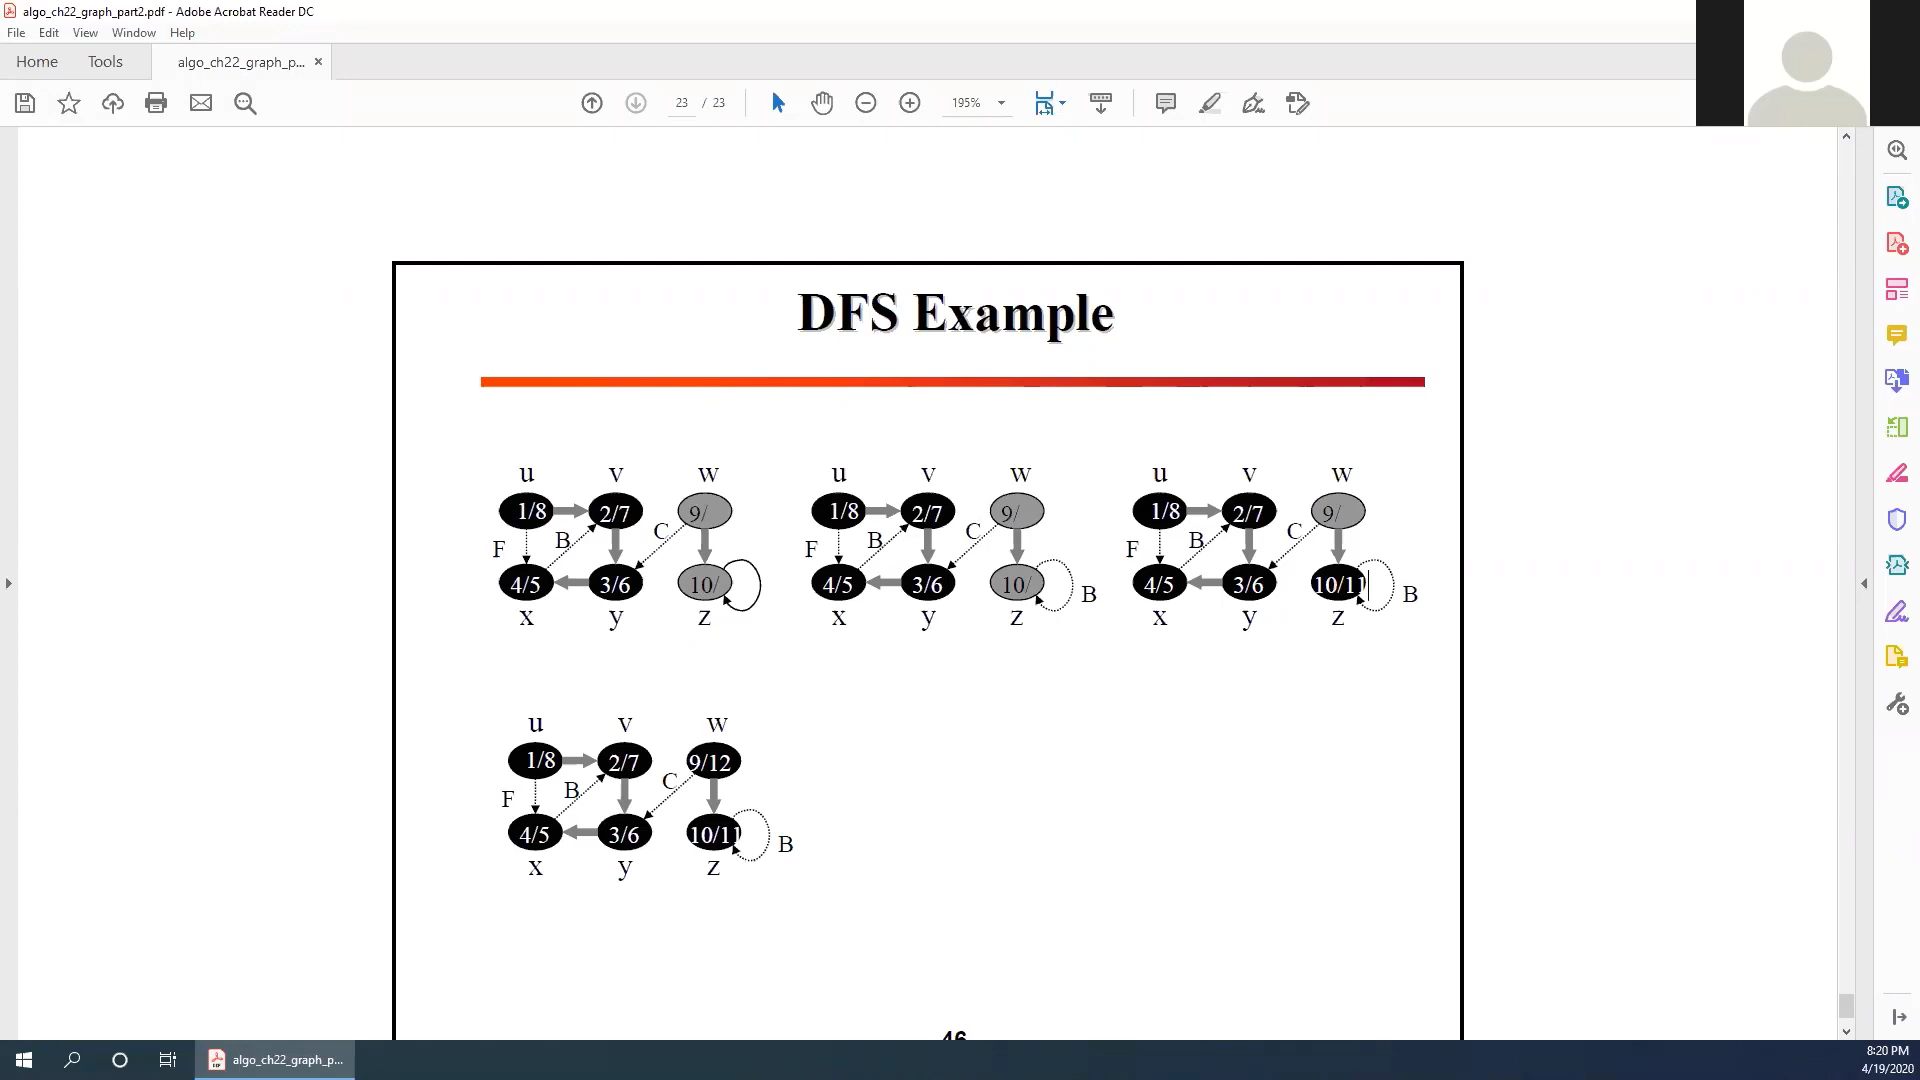 algo_ch22_graph_part2.pdf - Adobe Acrobat Reader DC
File Edit View Window Help
Home Tools algo_ch22_graph_p... ×
23 / 23 195%
DFS Example
u v w u v w u v w
1/8 2/7 9/ 1/8 2/7 9/ 1/8 2/7 9/
F B C F B C F B C
4/5 3/6 10/ 4/5 3/6 10/ B 4/5 3/6 10/11 B
x y z x y z x y z
u v w
1/8 2/7 9/12
F B C
4/5 3/6 10/11 B
x y z
46
algo_ch22_graph_p...
8:20 PM
4/19/2020